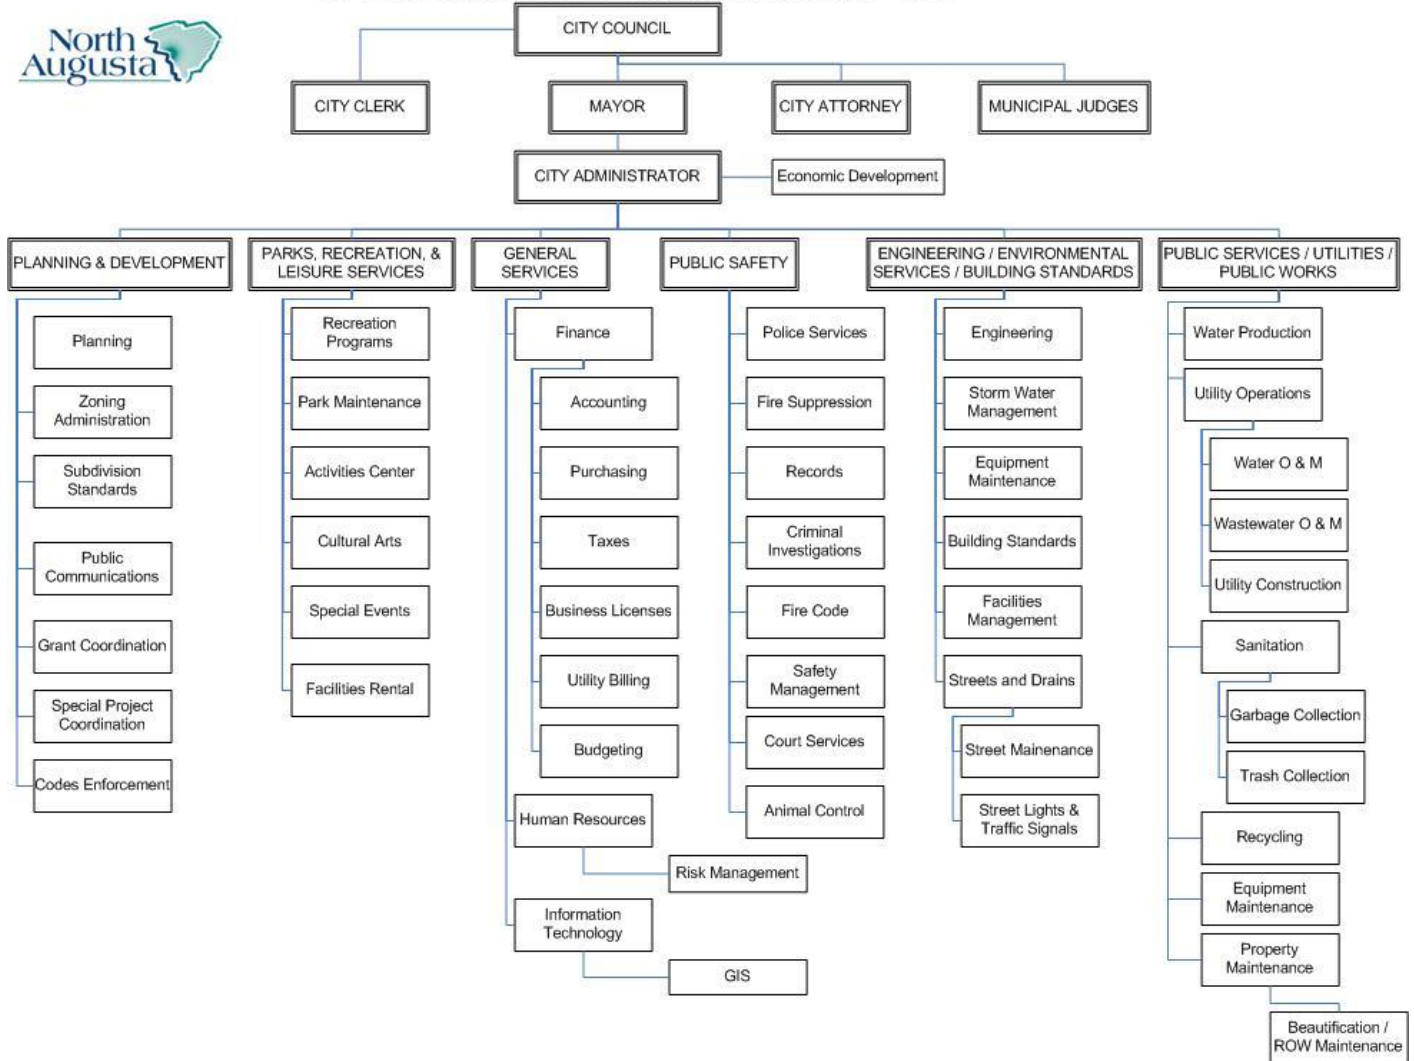 North
Augusta
CITY COUNCIL
CITY CLERK
MAYOR
CITY ATTORNEY
MUNICIPAL JUDGES
CITY ADMINISTRATOR
Economic Development
PLANNING & DEVELOPMENT
Planning
Zoning
Administration
Subdivision
Standards
Public
Communications
Grant Coordination
Special Project
Coordination
Codes Enforcement
PARKS, RECREATION, &
LEISURE SERVICES
Recreation
Programs
Park Maintenance
Activities Center
Cultural Arts
Special Events
Facilities Rental
GENERAL
SERVICES
Finance
Accounting
Purchasing
Taxes
Business Licenses
Utility Billing
Budgeting
Human Resources
Risk Management
Information
Technology
GIS
PUBLIC SAFETY
Police Services
Fire Suppression
Records
Criminal
Investigations
Fire Code
Safety
Management
Court Services
Animal Control
ENGINEERING / ENVIRONMENTAL
SERVICES / BUILDING STANDARDS
Engineering
Storm Water
Management
Equipment
Maintenance
Building Standards
Facilities
Management
Streets and Drains
Street Mainenance
Street Lights &
Traffic Signals
PUBLIC SERVICES / UTILITIES /
PUBLIC WORKS
Water Production
Utility Operations
Water O & M
Wastewater O & M
Utility Construction
Sanitation
Garbage Collection
Trash Collection
Recycling
Equipment
Maintenance
Property
Maintenance
Beautification /
ROW Maintenance